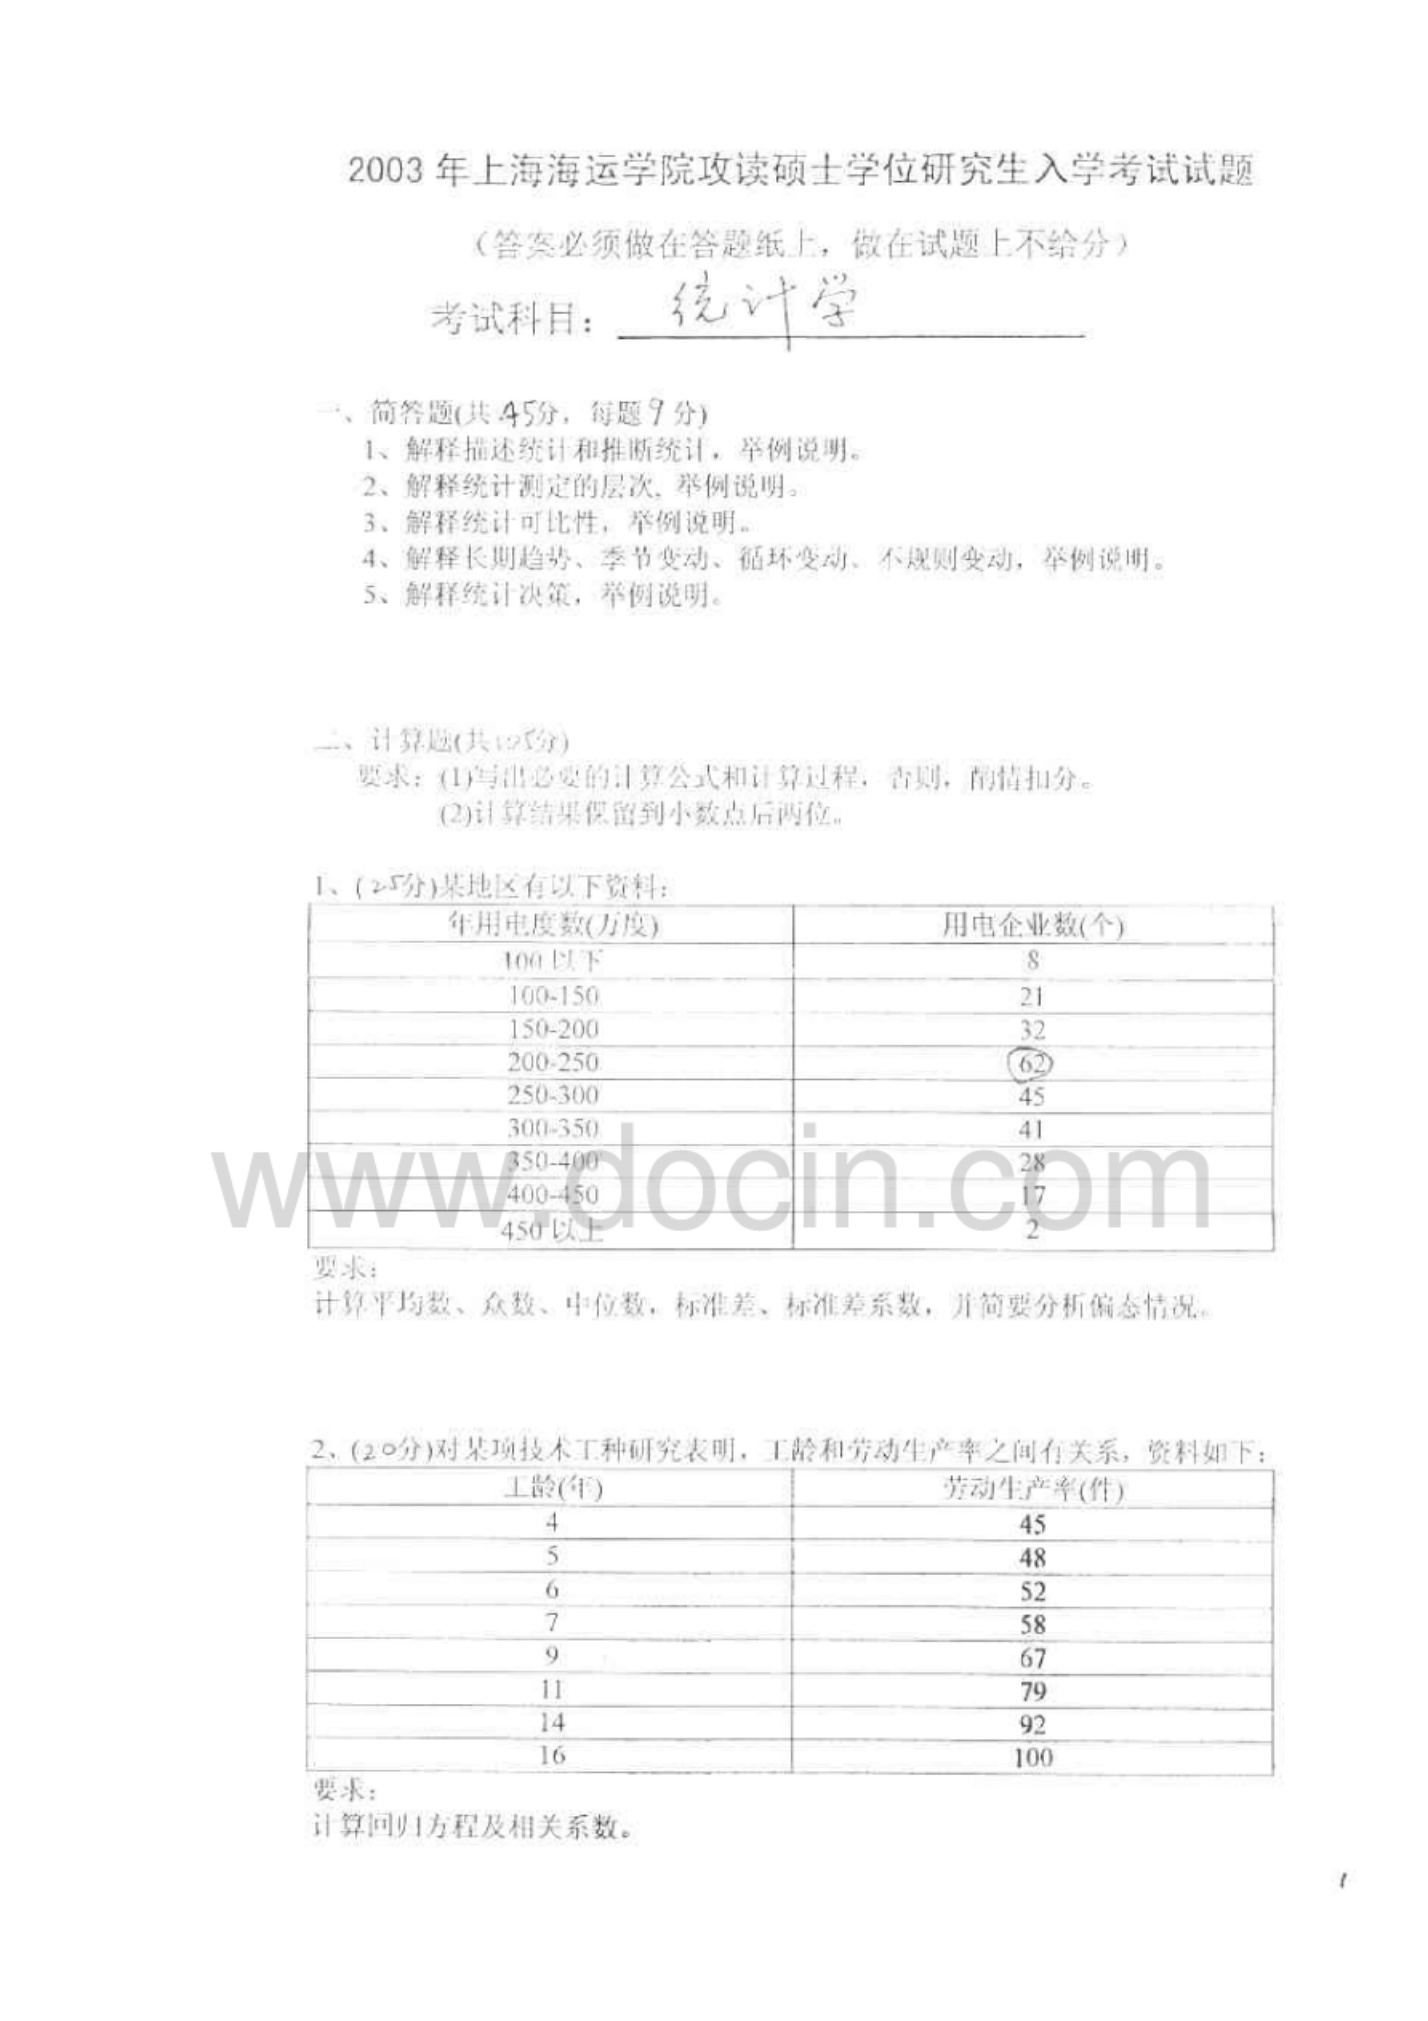 2003 年上海海运学院攻读硕士学位研究生入学考试试题
（答案必须做在答题纸上，做在试题上不给分）
考试科目： 统计学
一、简答题(共 45分，每题 9 分)
1、解释描述统计和推断统计，举例说明。
2、解释统计测定的层次, 举例说明。
3、解释统计可比性，举例说明。
4、解释长期趋势、季节变动、循环变动、不规则变动，举例说明。
5、解释统计决策，举例说明。
二、计算题(共105分)
要求：(1)写出必要的计算公式和计算过程，否则，酌情扣分。
(2)计算结果保留到小数点后两位。
1、(25分)某地区有以下资料：
年用电度数(万度) 用电企业数(个)
100 以下 8
100-150 21
150-200 32
200-250 62
250-300 45
300-350 41
350-400 28
400-450 17
450 以上 2
www.docin.com
要求：
计算平均数、众数、中位数，标准差、标准差系数，并简要分析偏态情况。
2、(20分)对某项技术工种研究表明，工龄和劳动生产率之间有关系，资料如下：
工龄(年) 劳动生产率(件)
4 45
5 48
6 52
7 58
9 67
11 79
14 92
16 100
要求：
计算回归方程及相关系数。
1